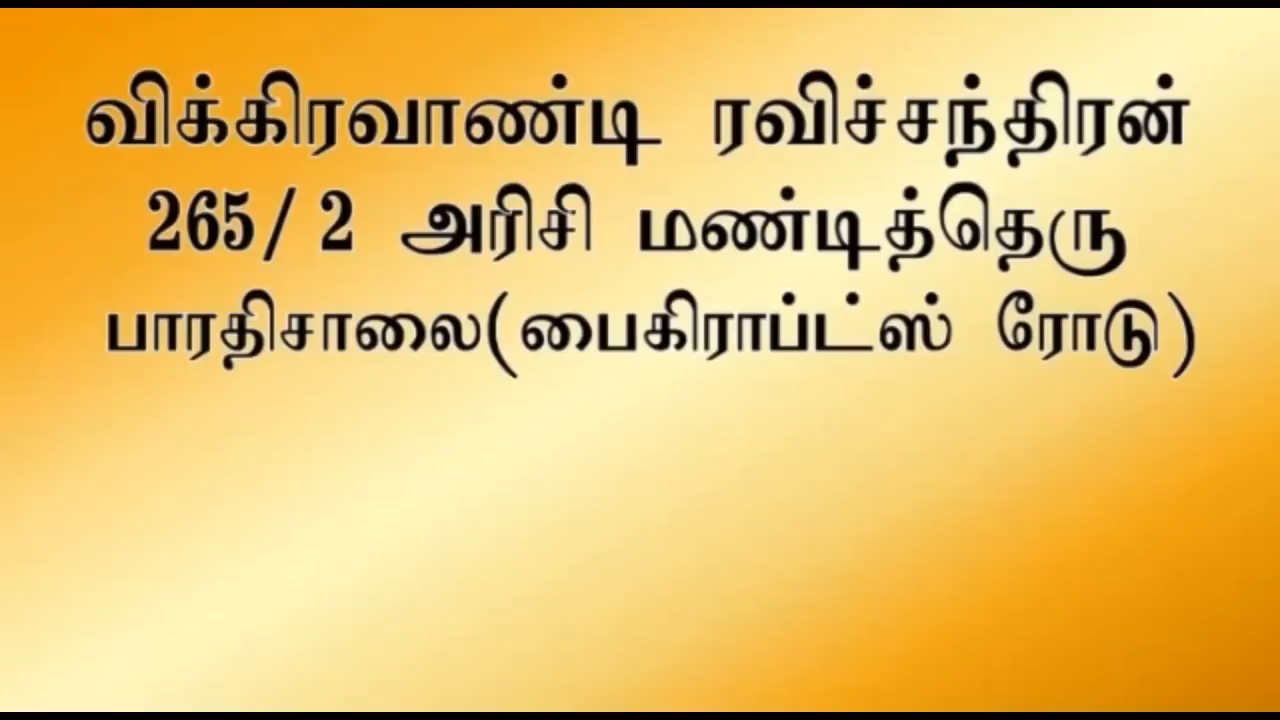 விக்கிரவாண்டி ரவிச்சந்திரன்
265/ 2 அரிசி மண்டித்தெரு
பாரதிசாலை(பைகிராப்ட்ஸ் ரோடு)